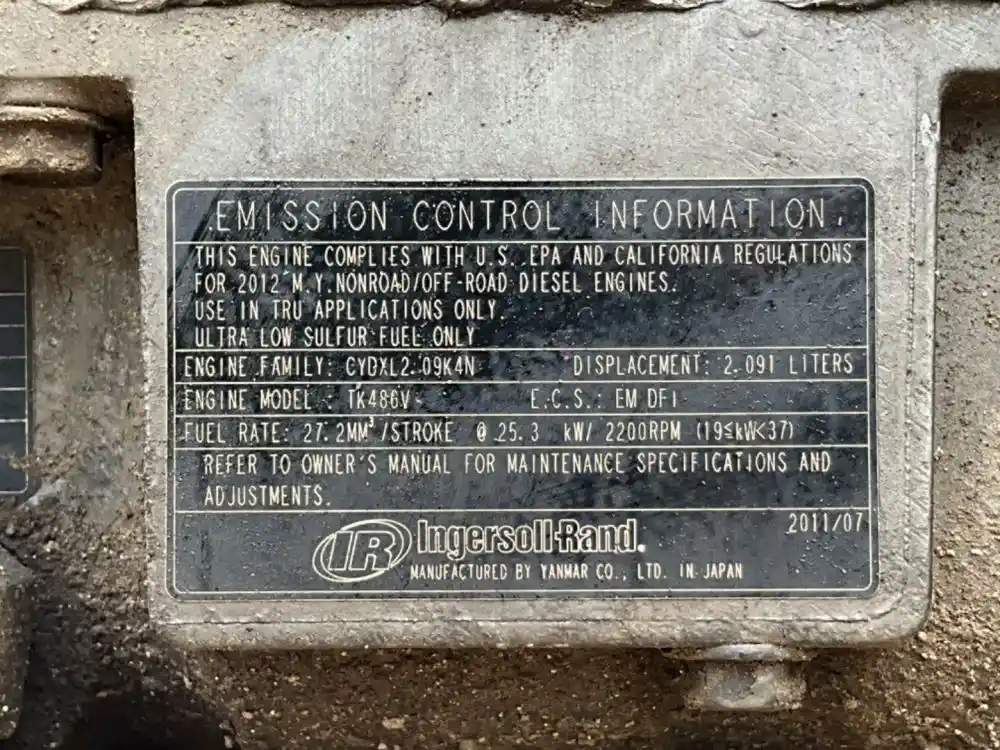 EMISSION CONTROL INFORMATION
THIS ENGINE COMPLIES WITH U.S. EPA AND CALIFORNIA REGULATIONS
FOR 2012 M.Y. NONROAD/OFF-ROAD DIESEL ENGINES.
USE IN TRU APPLICATIONS ONLY.
ULTRA LOW SULFUR FUEL ONLY
ENGINE FAMILY: CYDXL2.09K4N DISPLACEMENT: 2.091 LITERS
ENGINE MODEL: TK486V E.C.S.: EM DFI
FUEL RATE: 27.2MM³/STROKE @ 25.3 kW/ 2200RPM (19≤kW<37)
REFER TO OWNER'S MANUAL FOR MAINTENANCE SPECIFICATIONS AND
ADJUSTMENTS.
2011/07
IR Ingersoll-Rand.
MANUFACTURED BY YANMAR CO., LTD. IN JAPAN